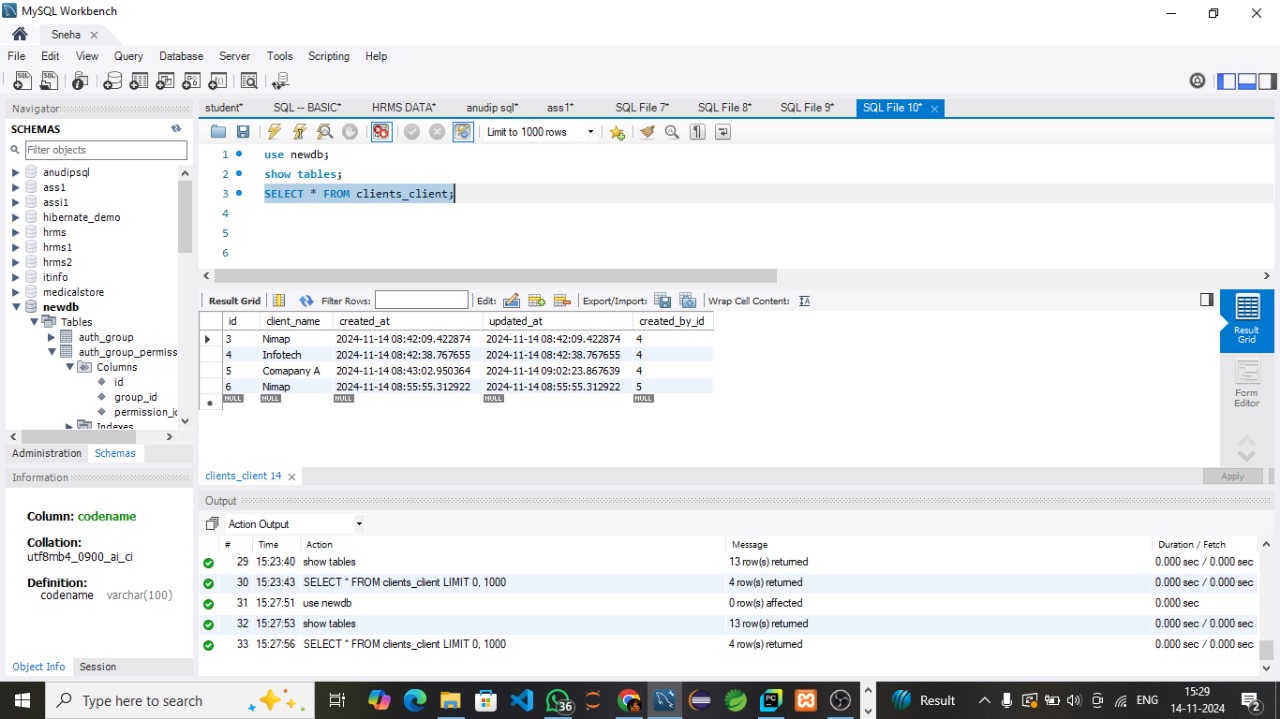 MySQL Workbench
Sneha
File Edit View Query Database Server Tools Scripting Help
Navigator
SCHEMAS
Filter objects
anudipsql
ass1
assi1
hibernate_demo
hrms
hrms1
hrms2
itinfo
medicalstore
newdb
Tables
auth_group
auth_group_permiss
Columns
id
group_id
permission_id
Indexes
Administration Schemas
Information
Column: codename
Collation:
utf8mb4_0900_ai_ci
Definition:
codename varchar(100)
Object Info Session
student* SQL -- BASIC* HRMS DATA* anudip sql* ass1* SQL File 7* SQL File 8* SQL File 9* SQL File 10*
Limit to 1000 rows
1 use newdb;
2 show tables;
3 SELECT * FROM clients_client;
4
5
6
Result Grid Filter Rows: Edit: Export/Import: Wrap Cell Content:
id client_name created_at updated_at created_by_id
3 Nimap 2024-11-14 08:42:09.422874 2024-11-14 08:42:09.422874 4
4 Infotech 2024-11-14 08:42:38.767655 2024-11-14 08:42:38.767655 4
5 Comapany A 2024-11-14 08:43:02.950364 2024-11-14 09:02:23.867639 4
6 Nimap 2024-11-14 08:55:55.312922 2024-11-14 08:55:55.312922 5
NULL NULL NULL NULL NULL
Result
Grid
Form
Editor
clients_client 14
Apply
Output
Action Output
# Time Action Message Duration / Fetch
29 15:23:40 show tables 13 row(s) returned 0.000 sec / 0.000 sec
30 15:23:43 SELECT * FROM clients_client LIMIT 0, 1000 4 row(s) returned 0.000 sec / 0.000 sec
31 15:27:51 use newdb 0 row(s) affected 0.000 sec
32 15:27:53 show tables 13 row(s) returned 0.000 sec / 0.000 sec
33 15:27:56 SELECT * FROM clients_client LIMIT 0, 1000 4 row(s) returned 0.000 sec / 0.000 sec
Type here to search
36
PC
Result
ENG
15:29
14-11-2024
2